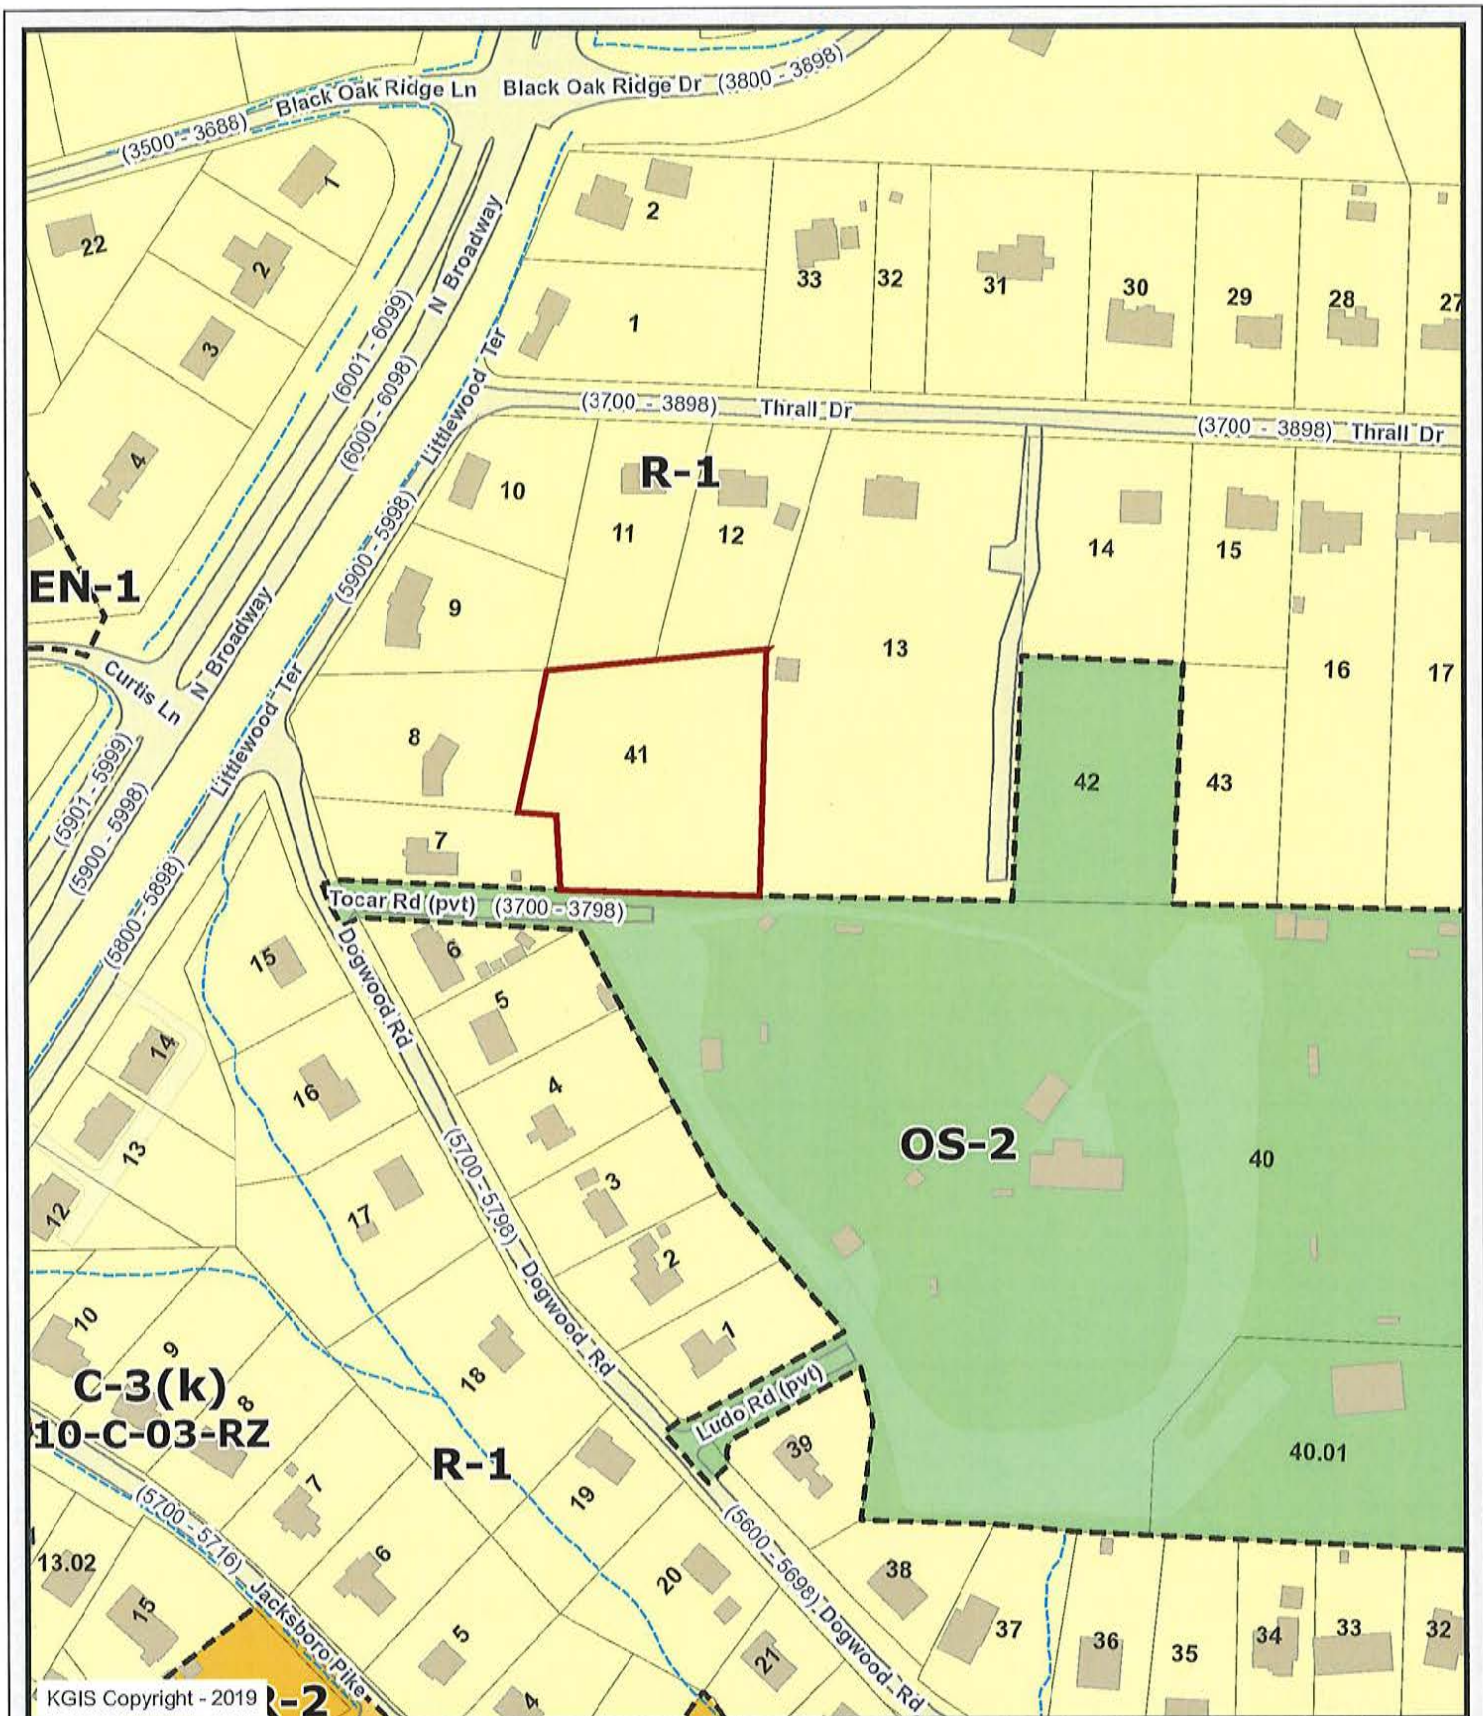 Black Oak Ridge Ln
Black Oak Ridge Dr (3800 - 3898)
(3500 - 3688)
1
22
2
3
4
N Broadway
(6001 - 6099)
(6000 - 6098)
2
1
33
32
31
30
29
28
27
Littlewood Ter
(3700 - 3898) Thrall Dr
(3700 - 3898) Thrall Dr
R-1
10
11
12
13
14
15
16
17
(5900 - 5998)
9
EN-1
Curtis Ln
N Broadway
Littlewood Ter
8
41
42
43
7
(5901 - 5999)
(5900 - 5998)
(5800 - 5898)
Tocar Rd (pvt) (3700 - 3798)
Dogwood Rd
15
6
5
14
16
4
13
12
17
3
2
1
(5700 - 5798) Dogwood Rd
OS-2
40
40.01
10
9
8
C-3(k)
10-C-03-RZ
18
Ludo Rd (pvt)
39
R-1
7
19
6
20
(5600 - 5698) Dogwood Rd
38
37
36
35
34
33
32
(5700 - 5716) Jacksboro Pike
13.02
15
5
21
4
R-2
KGIS Copyright - 2019